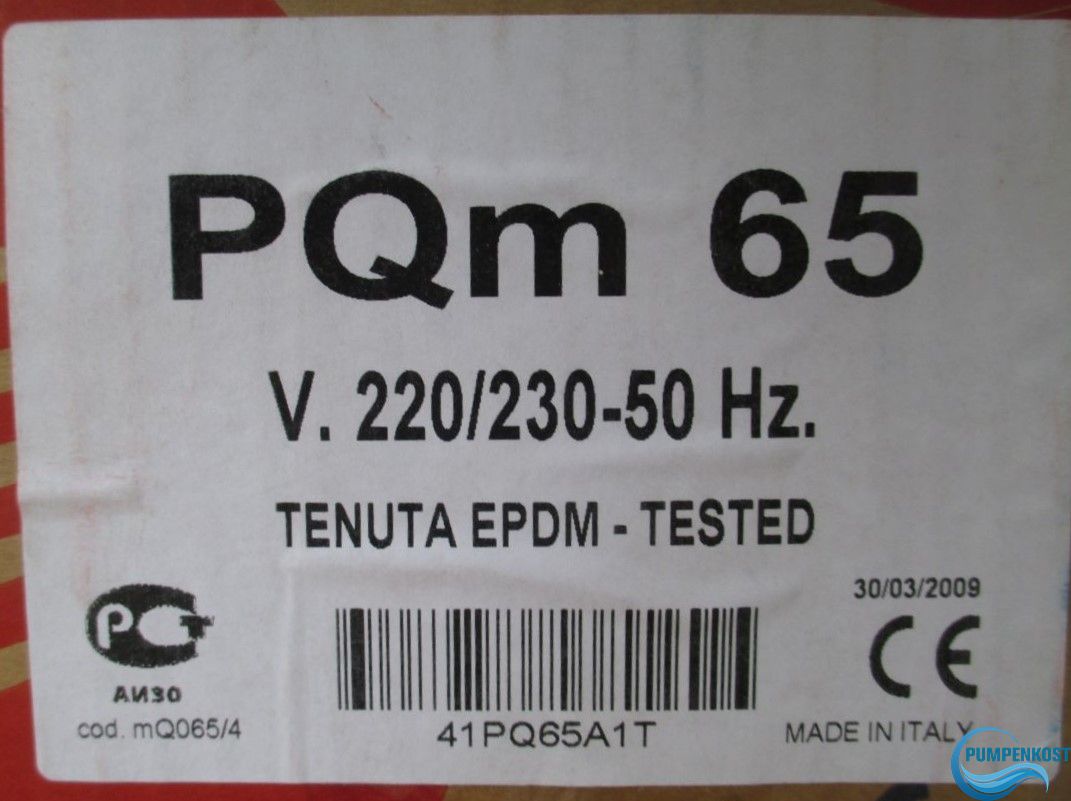 PQm 65
V. 220/230-50 Hz.
TENUTA EPDM - TESTED
30/03/2009
РСТ
АИ30
CE
cod. mQ065/4
41PQ65A1T
MADE IN ITALY
PUMPENKOST